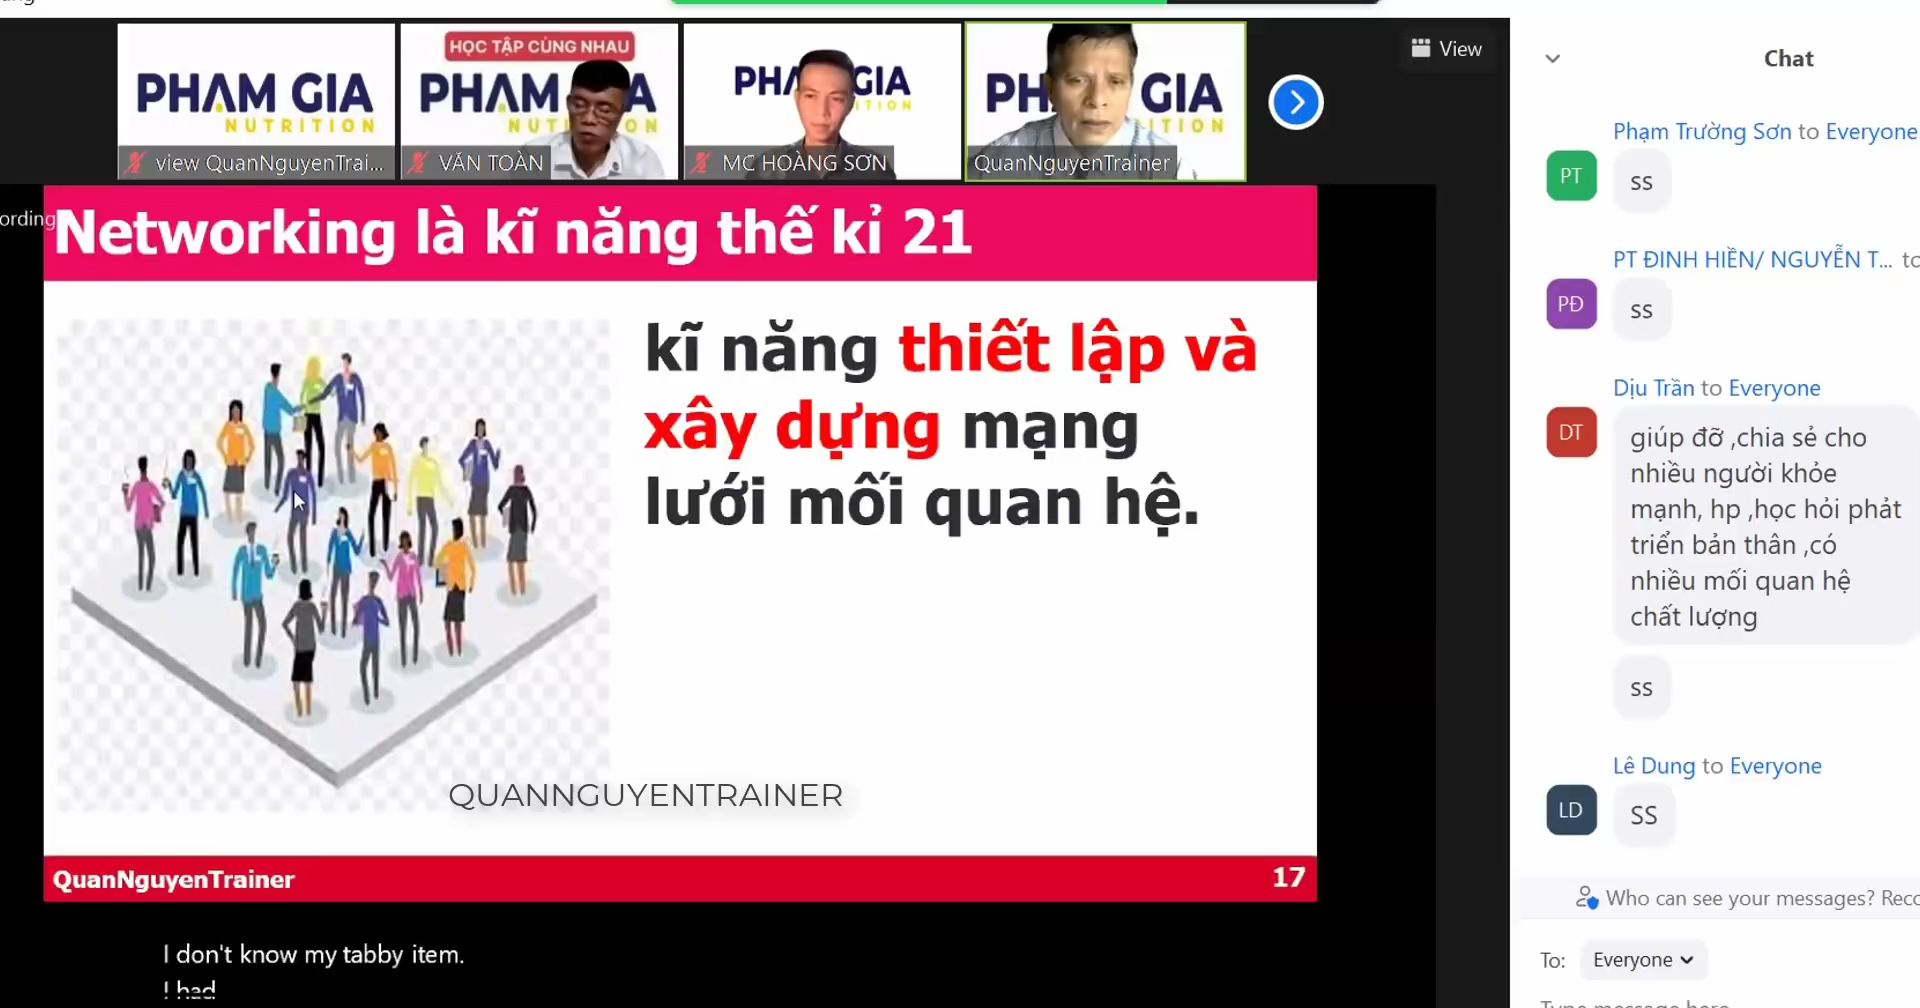 View
PHẠM GIA
NUTRITION
view QuanNguyenTrai...
HỌC TẬP CÙNG NHAU
VĂN TOÀN
MC HOÀNG SƠN
QuanNguyenTrainer
Networking là kĩ năng thế kỉ 21
kĩ năng thiết lập và
xây dựng mạng
lưới mối quan hệ.
QUANNGUYENTRAINER
QuanNguyenTrainer
17
I don't know my tabby item.
I had
Chat
Phạm Trường Sơn to Everyone
PT
ss
PT ĐINH HIỀN/ NGUYỄN T...
PĐ
ss
Dịu Trần to Everyone
DT
giúp đỡ ,chia sẻ cho
nhiều người khỏe
mạnh, hp ,học hỏi phảt
triển bản thân ,có
nhiều mối quan hệ
chất lượng
ss
Lê Dung to Everyone
LD
SS
Who can see your messages?
To: Everyone